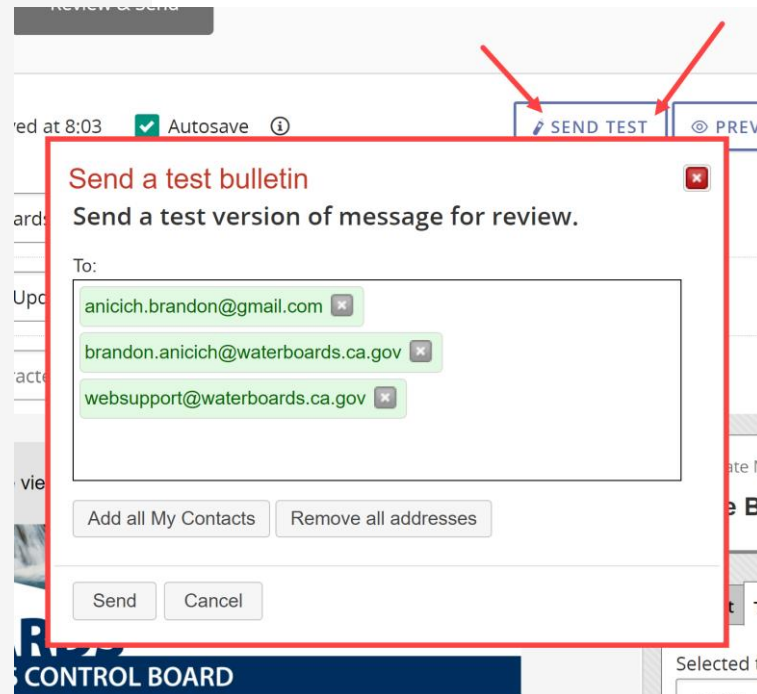 Review & Send
at 8:03 Autosave
SEND TEST
Send a test bulletin
Send a test version of message for review.
To:
anicich.brandon@gmail.com
brandon.anicich@waterboards.ca.gov
websupport@waterboards.ca.gov
Add all My Contacts Remove all addresses
Send Cancel
CONTROL BOARD
Selected